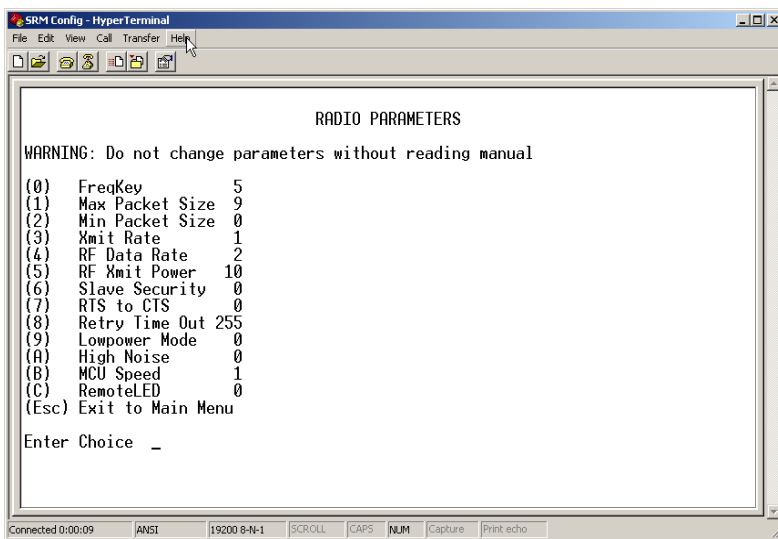 SRM Config - HyperTerminal
File Edit View Call Transfer Help
RADIO PARAMETERS
WARNING: Do not change parameters without reading manual
(0) FreqKey 5
(1) Max Packet Size 9
(2) Min Packet Size 0
(3) Xmit Rate 1
(4) RF Data Rate 2
(5) RF Xmit Power 10
(6) Slave Security 0
(7) RTS to CTS 0
(8) Retry Time Out 255
(9) Lowpower Mode 0
(A) High Noise 0
(B) MCU Speed 1
(C) RemoteLED 0
(Esc) Exit to Main Menu
Enter Choice _
Connected 0:00:09 ANSI 19200 8-N-1 SCROLL CAPS NUM Capture Print echo